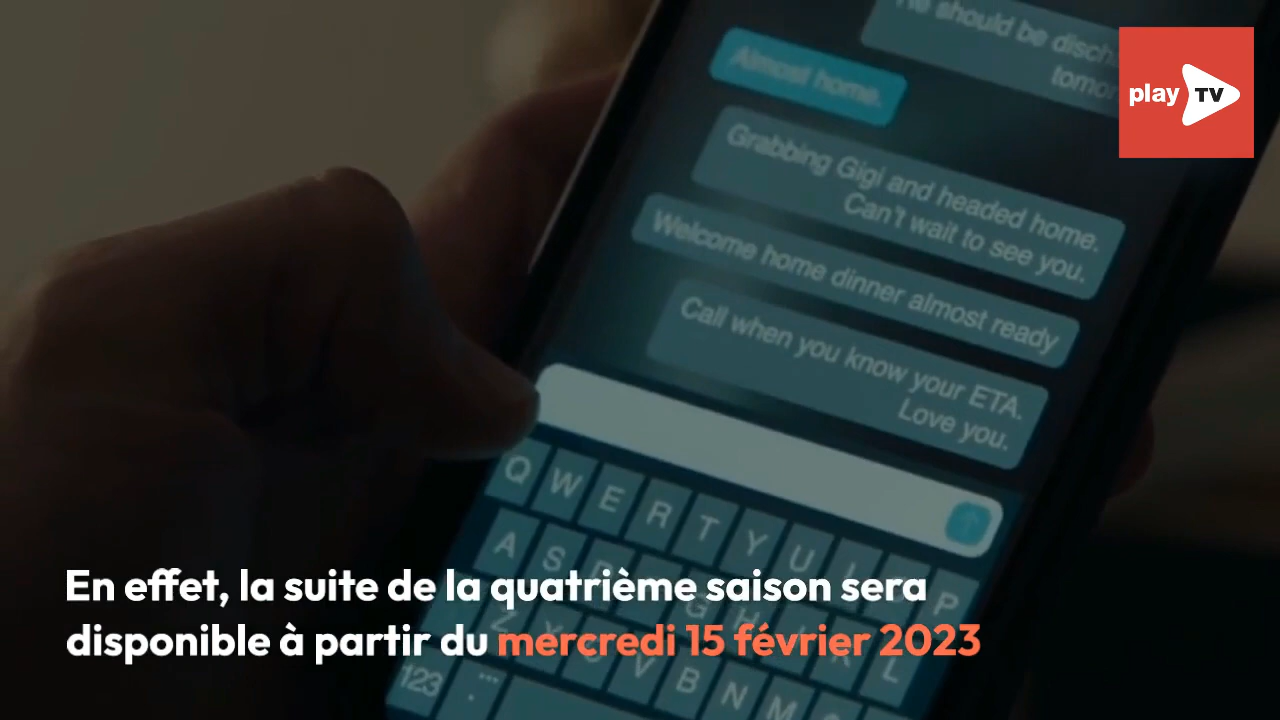 He should be
play TV
Almost home.
Grabbing Gigi and headed home.
Can't wait to see you.
Welcome home dinner almost ready
Call when you know your ETA.
Love you.
Q W E R T Y U I P
A S G H L
Z V B N M
123
En effet, la suite de la quatrième saison sera
disponible à partir du mercredi 15 février 2023